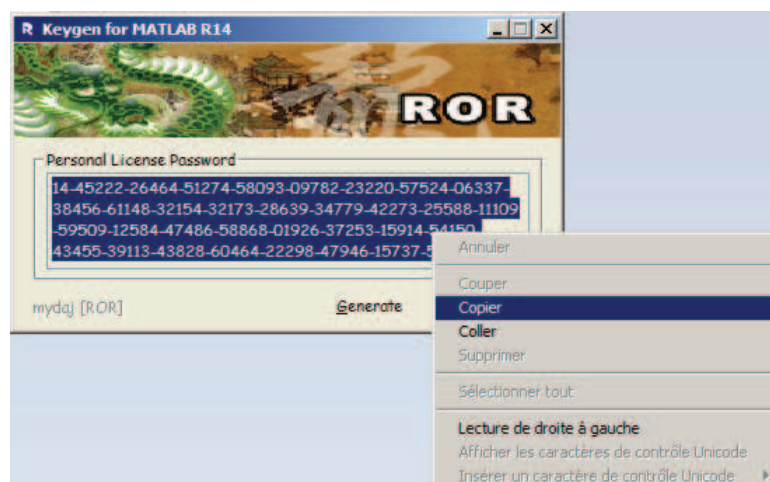 Keygen for MATLAB R14
ROR
Personal License Password
14-45222-26464-51274-58093-09782-23220-57524-06337-
38456-61148-32154-32173-28639-34779-42273-25588-11109
-59509-12584-47486-58868-01926-37253-15914-54150-
43455-39113-43828-60464-22298-47946-15737-5
mydaj [ROR]
Generate
Annuler
Couper
Copier
Coller
Supprimer
Sélectionner tout
Lecture de droite à gauche
Afficher les caractères de contrôle Unicode
Insérer un caractère de contrôle Unicode